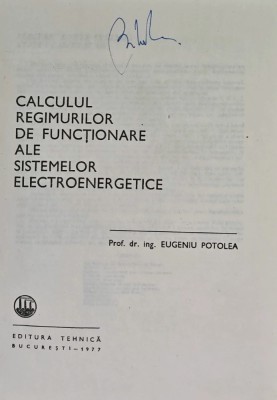 CALCULUL
REGIMURILOR
DE FUNCȚIONARE
ALE
SISTEMELOR
ELECTROENERGETICE
Prof. dr. ing. EUGENIU POTOLEA
EDITURA TEHNICĂ
BUCUREȘTI—1977